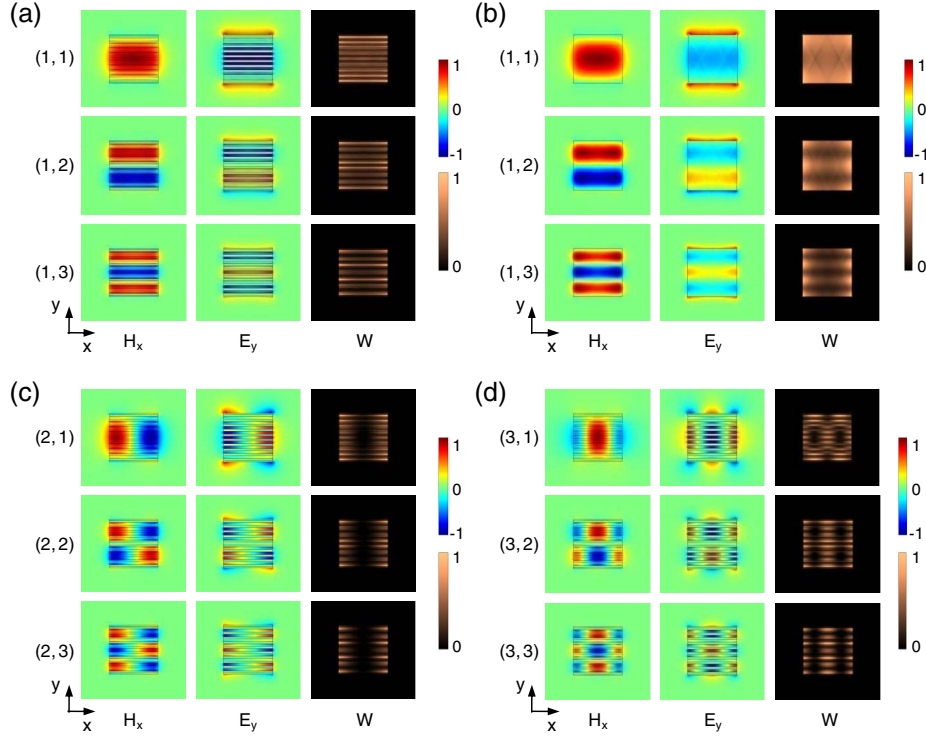 (a)
(1,1)
(1,2)
(1,3)
y
x
Hx
Ey
W
1
0
-1
1
0
(b)
(1,1)
(1,2)
(1,3)
y
x
Hx
Ey
W
1
0
-1
1
0
(c)
(2,1)
(2,2)
(2,3)
y
x
Hx
Ey
W
1
0
-1
1
0
(d)
(3,1)
(3,2)
(3,3)
y
x
Hx
Ey
W
1
0
-1
1
0